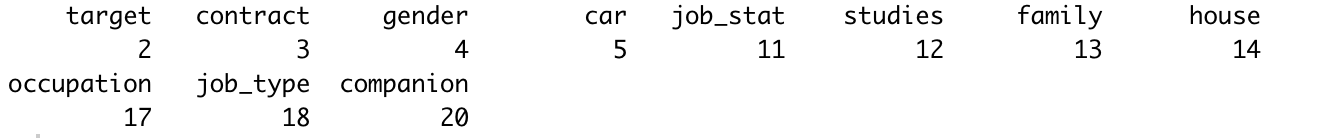 target contract gender car job_stat studies family house
2 3 4 5 11 12 13 14
occupation job_type companion
17 18 20